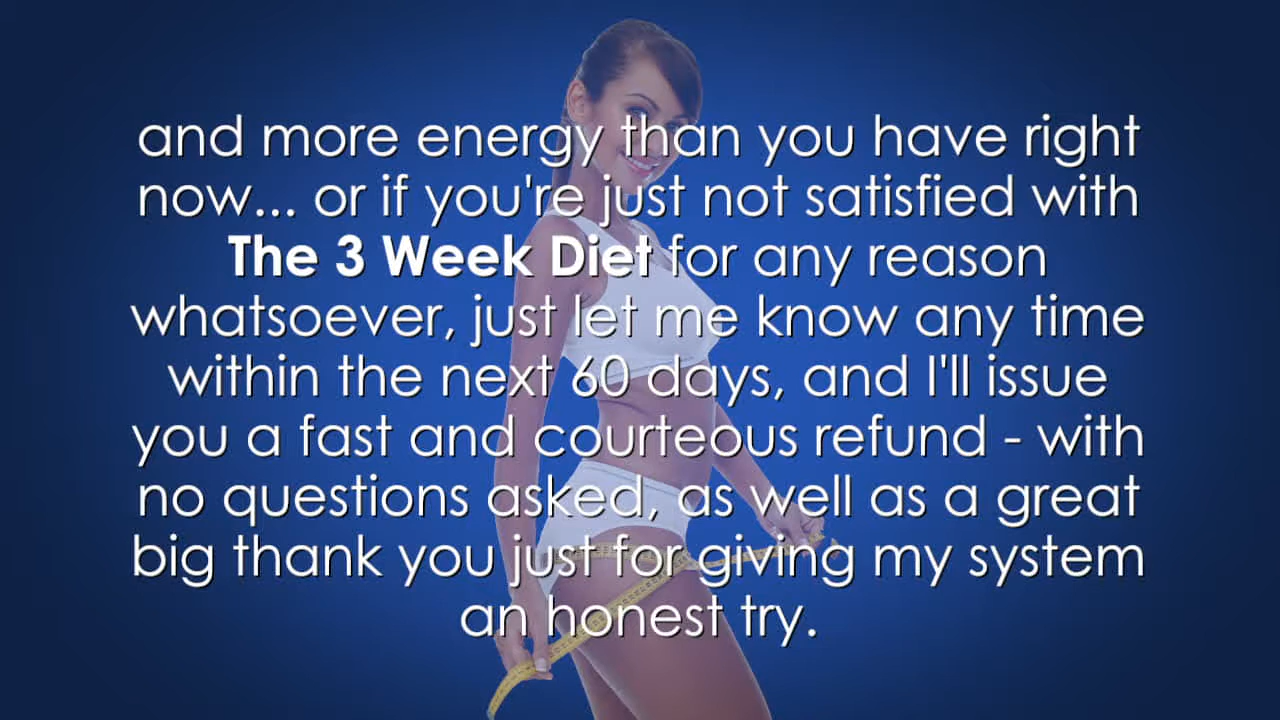 and more energy than you have right
now... or if you're just not satisfied with
The 3 Week Diet for any reason
whatsoever, just let me know any time
within the next 60 days, and I'll issue
you a fast and courteous refund - with
no questions asked, as well as a great
big thank you just for giving my system
an honest try.